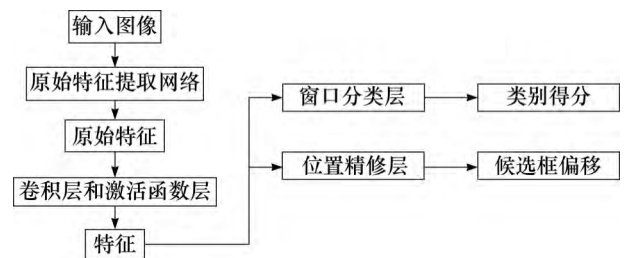 输入图像
原始特征提取网络
原始特征
卷积层和激活函数层
特征
窗口分类层
类别得分
位置精修层
候选框偏移